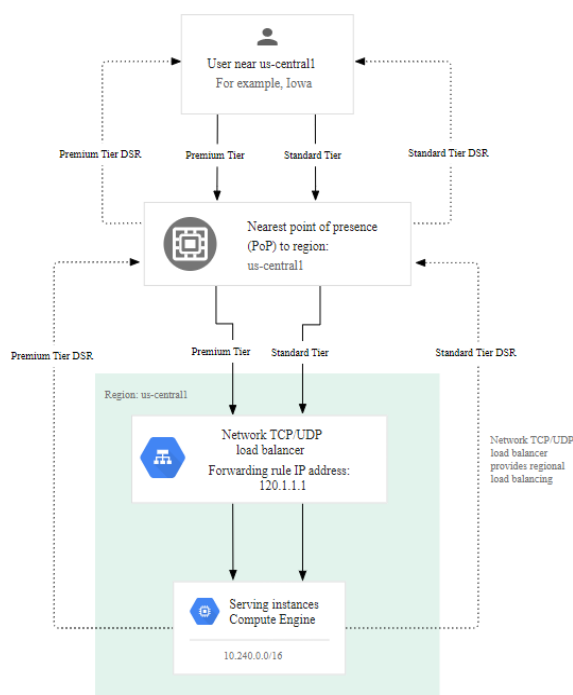 User near us-central1
For example, Iowa
Premium Tier DSR
Premium Tier
Standard Tier
Standard Tier DSR
Nearest point of presence
(PoP) to region:
us-central1
Premium Tier DSR
Premium Tier
Standard Tier
Standard Tier DSR
Region: us-central1
Network TCP/UDP
load balancer
Forwarding rule IP address:
120.1.1.1
Network TCP/UDP
load balancer
provides regional
load balancing
Serving instances
Compute Engine
10.240.0.0/16